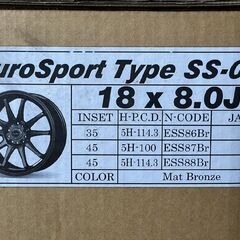 uroSport Type SS-0
18 x 8.0J
INSET H-P.C.D. N-CODE JA
35 5H-114.3 ESS86Br
45 5H-100 ESS87Br
45 5H-114.3 ESS88Br
COLOR Mat Bronze